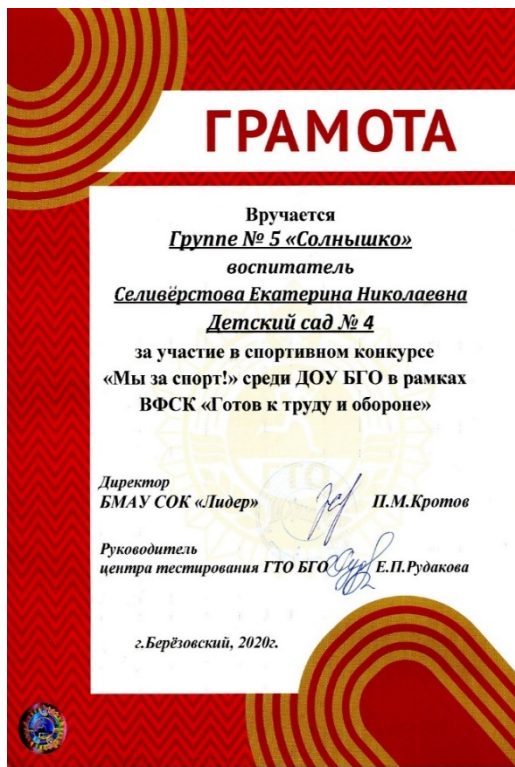 ГРАМОТА
Вручается
Группе № 5 «Солнышко»
воспитатель
Селивёрстова Екатерина Николаевна
Детский сад № 4
за участие в спортивном конкурсе
«Мы за спорт!» среди ДОУ БГО в рамках
ВФСК «Готов к труду и обороне»
ГТО
Директор
БМАУ СОК «Лидер» П.М.Кротов
Руководитель
центра тестирования ГТО БГО Е.П.Рудакова
г.Берёзовский, 2020г.